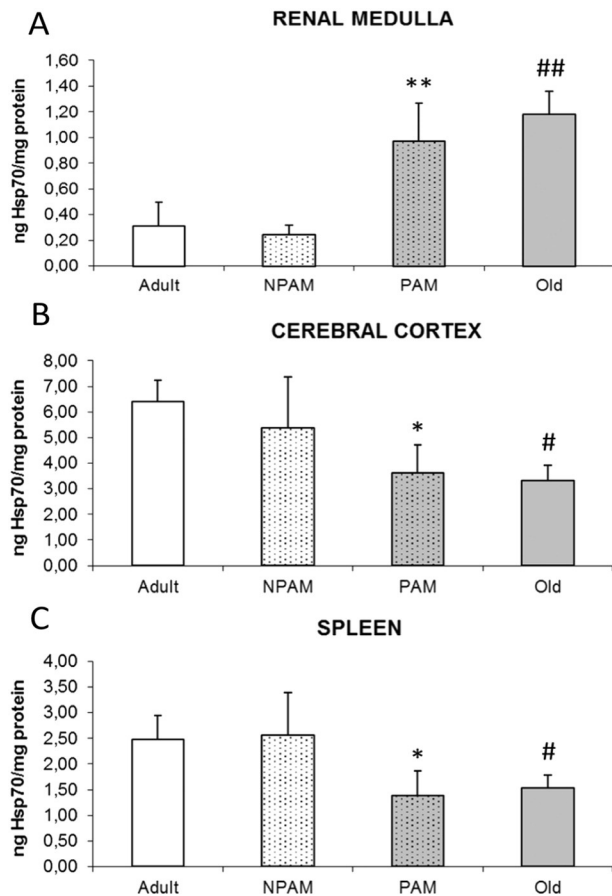 A
RENAL MEDULLA
ng Hsp70/mg protein
1,60
1,40
1,20
1,00
0,80
0,60
0,40
0,20
0,00
**
##
Adult NPAM PAM Old
B
CEREBRAL CORTEX
ng Hsp70/mg protein
8,00
7,00
6,00
5,00
4,00
3,00
2,00
1,00
0,00
*
#
Adult NPAM PAM Old
C
SPLEEN
ng Hsp70/mg protein
4,00
3,50
3,00
2,50
2,00
1,50
1,00
0,50
0,00
*
#
Adult NPAM PAM Old